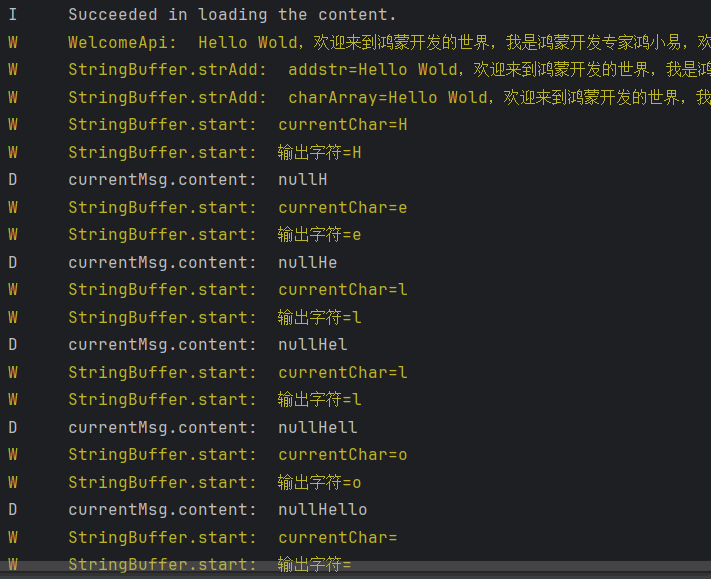 I Succeeded in loading the content.
W WelcomeApi: Hello Wold，欢迎来到鸿蒙开发的世界，我是鸿蒙开发专家鸿小易，欢
W StringBuffer.strAdd: addstr=Hello Wold，欢迎来到鸿蒙开发的世界，我是鸿
W StringBuffer.strAdd: charArray=Hello Wold，欢迎来到鸿蒙开发的世界，我
W StringBuffer.start: currentChar=H
W StringBuffer.start: 输出字符=H
D currentMsg.content: nullH
W StringBuffer.start: currentChar=e
W StringBuffer.start: 输出字符=e
D currentMsg.content: nullHe
W StringBuffer.start: currentChar=l
W StringBuffer.start: 输出字符=l
D currentMsg.content: nullHel
W StringBuffer.start: currentChar=l
W StringBuffer.start: 输出字符=l
D currentMsg.content: nullHell
W StringBuffer.start: currentChar=o
W StringBuffer.start: 输出字符=o
D currentMsg.content: nullHello
W StringBuffer.start: currentChar=
W StringBuffer.start: 输出字符=